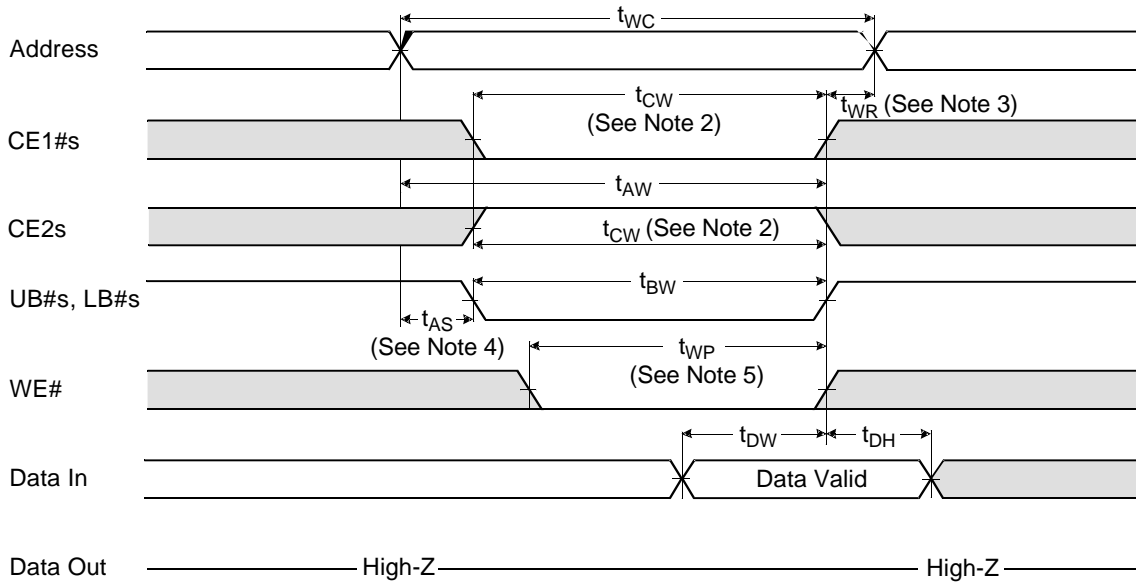 tWC
Address
tCW
(See Note 2)
tWR (See Note 3)
CE1#s
tAW
CE2s
tCW (See Note 2)
UB#s, LB#s
tBW
tAS
(See Note 4)
tWP
(See Note 5)
WE#
tDW
tDH
Data In
Data Valid
Data Out
High-Z
High-Z